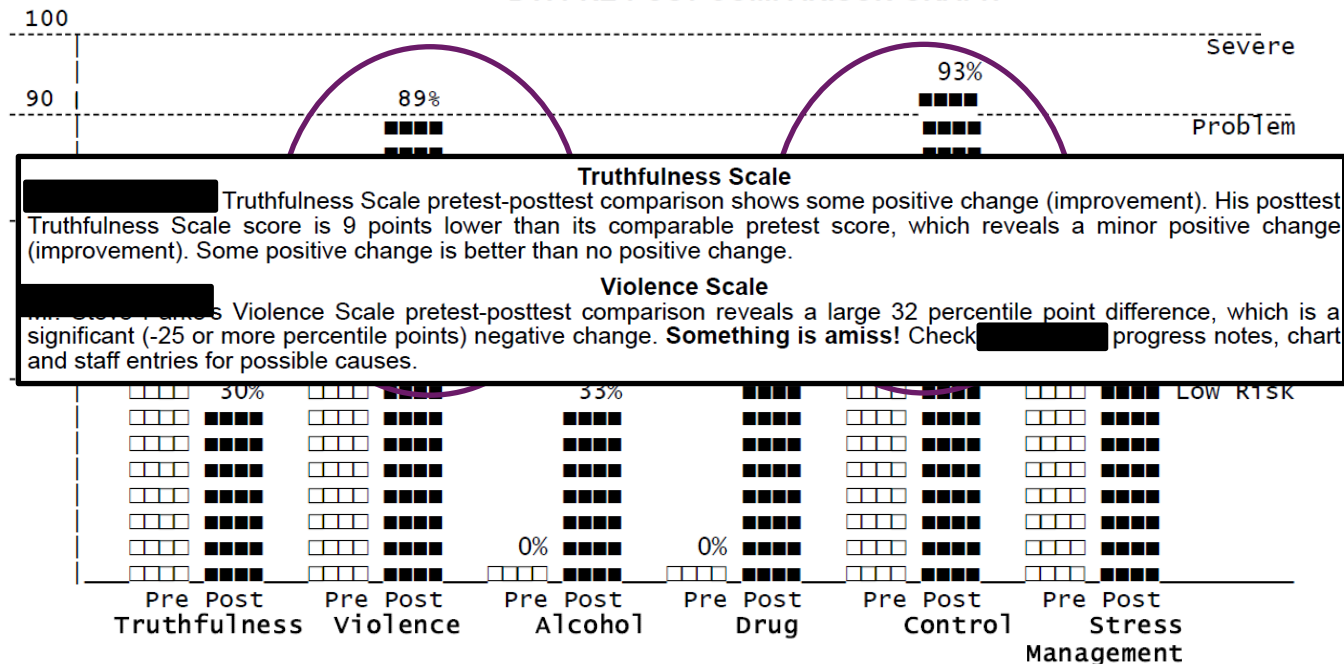 100
Severe
93%
90
89%
Problem
Truthfulness Scale
Truthfulness Scale pretest-posttest comparison shows some positive change (improvement). His posttest
Truthfulness Scale score is 9 points lower than its comparable pretest score, which reveals a minor positive change
(improvement). Some positive change is better than no positive change.
Violence Scale
's Violence Scale pretest-posttest comparison reveals a large 32 percentile point difference, which is a
significant (-25 or more percentile points) negative change. Something is amiss! Check progress notes, chart
and staff entries for possible causes.
30% 33% Low Risk
0% 0%
Pre Post Pre Post Pre Post Pre Post Pre Post Pre Post
Truthfulness Violence Alcohol Drug Control Stress
Management